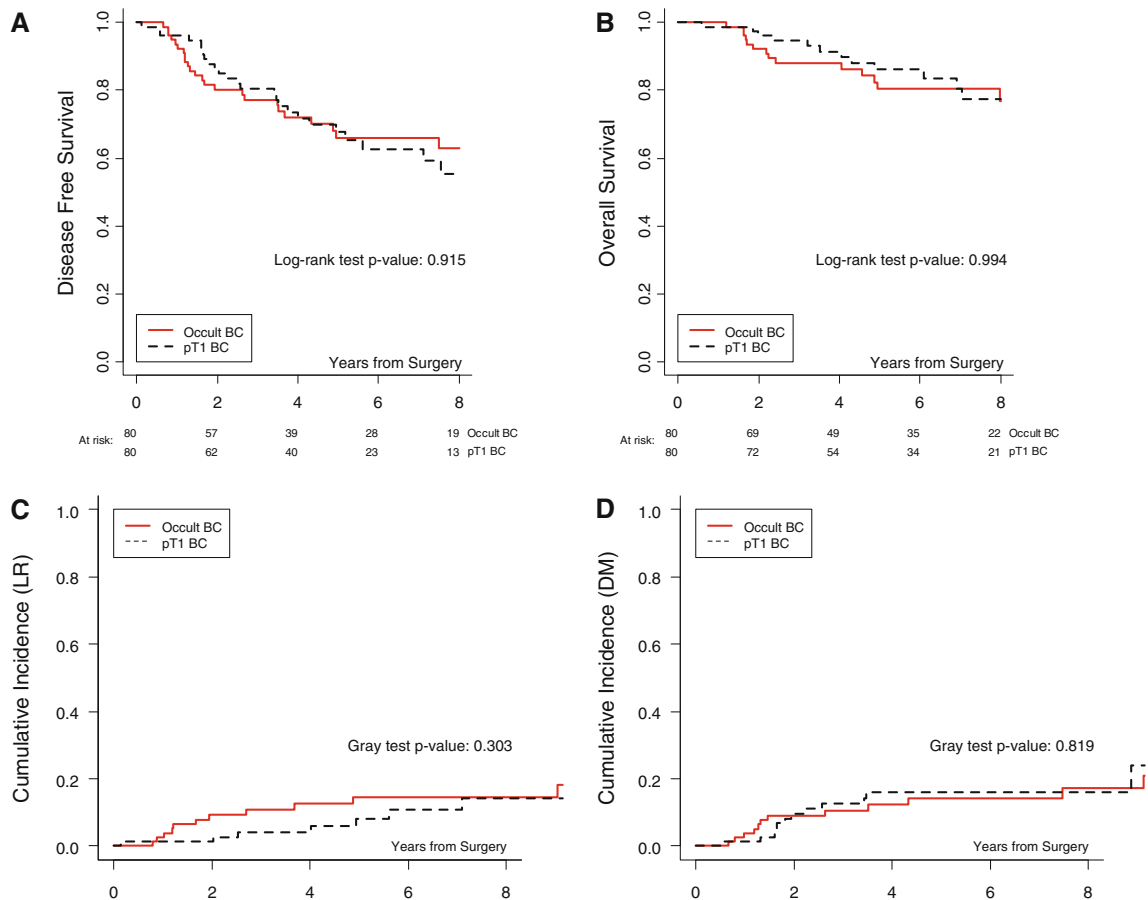 A
1.0
0.8
0.6
0.4
0.2
0.0
Disease Free Survival
Log-rank test p-value: 0.915
Occult BC
pT1 BC
Years from Surgery
0 2 4 6 8
At risk:
80 57 39 28 19 Occult BC
80 62 40 23 13 pT1 BC
B
1.0
0.8
0.6
0.4
0.2
0.0
Overall Survival
Log-rank test p-value: 0.994
Occult BC
pT1 BC
Years from Surgery
0 2 4 6 8
At risk:
80 69 49 35 22 Occult BC
80 72 54 34 21 pT1 BC
C
1.0
0.8
0.6
0.4
0.2
0.0
Cumulative Incidence (LR)
Occult BC
pT1 BC
Gray test p-value: 0.303
Years from Surgery
0 2 4 6 8
D
1.0
0.8
0.6
0.4
0.2
0.0
Cumulative Incidence (DM)
Occult BC
pT1 BC
Gray test p-value: 0.819
Years from Surgery
0 2 4 6 8